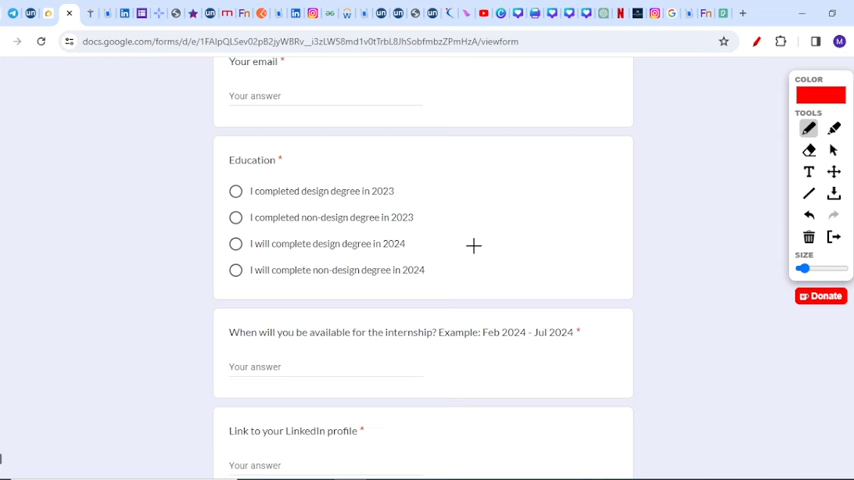 docs.google.com/forms/d/e/1FAIpQLSev02pB2jyWBRv__i3zLW58md1v0tTrbL8JhSobfmbzZPmHzA/viewform
Your email *
Your answer
Education *
I completed design degree in 2023
I completed non-design degree in 2023
I will complete design degree in 2024
I will complete non-design degree in 2024
When will you be available for the internship? Example: Feb 2024 - Jul 2024 *
Your answer
Link to your LinkedIn profile *
Your answer
COLOR
TOOLS
SIZE
Donate